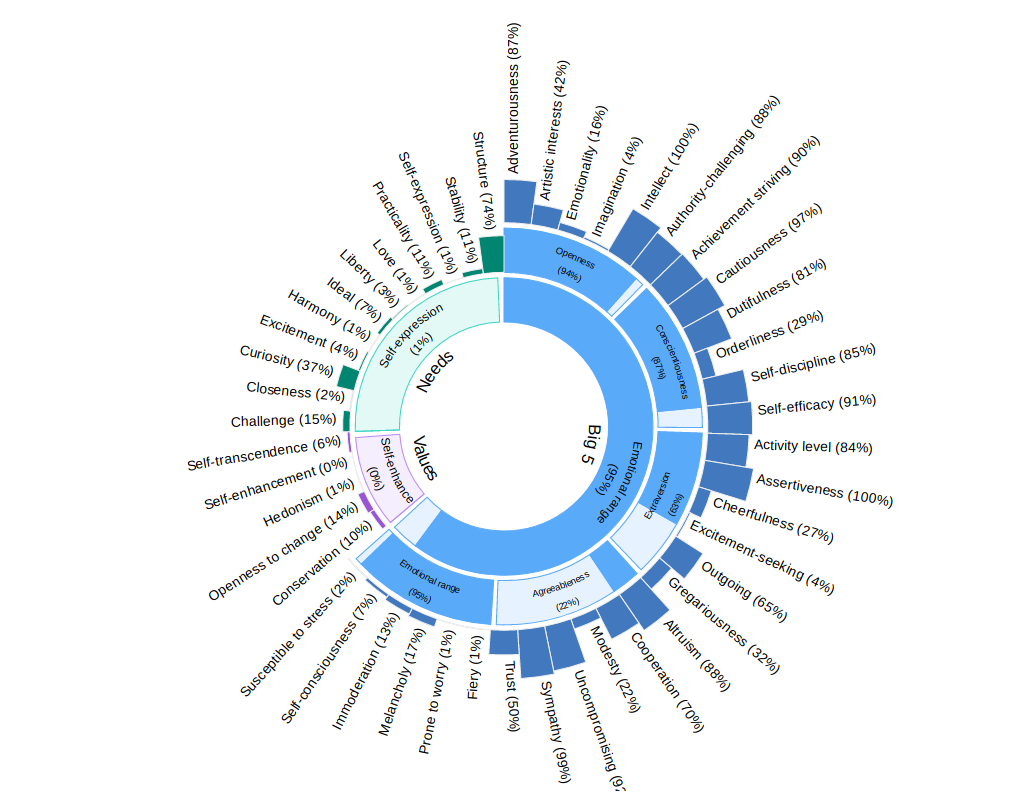 Adventurousness (87%)
Artistic interests (42%)
Emotionality (16%)
Imagination (4%)
Intellect (100%)
Authority-challenging (88%)
Achievement striving (90%)
Cautiousness (97%)
Dutifulness (81%)
Orderliness (29%)
Self-discipline (85%)
Self-efficacy (91%)
Activity level (84%)
Assertiveness (100%)
Cheerfulness (27%)
Excitement-seeking (4%)
Outgoing (65%)
Gregariousness (32%)
Altruism (88%)
Cooperation (70%)
Modesty (22%)
Uncompromising (92
Sympathy (99%)
Trust (50%)
Fiery (1%)
Prone to worry (1%)
Melancholy (17%)
Immoderation (13%)
Self-consciousness (7%)
Susceptible to stress (2%)
Conservation (10%)
Openness to change (14%)
Hedonism (1%)
Self-enhancement (0%)
Self-transcendence (6%)
Challenge (15%)
Closeness (2%)
Curiosity (37%)
Excitement (4%)
Harmony (1%)
Ideal (7%)
Liberty (3%)
Love (1%)
Practicality (11%)
Self-expression (1%)
Stability (11%)
Structure (74%)
Openness
(94%)
Conscientiousness
(87%)
Extraversion
(63%)
Agreeableness
(22%)
Emotional range
(95%)
Self-enhance
(0%)
Self-expression
(1%)
Emotional range
(95%)
Big 5
Values
Needs